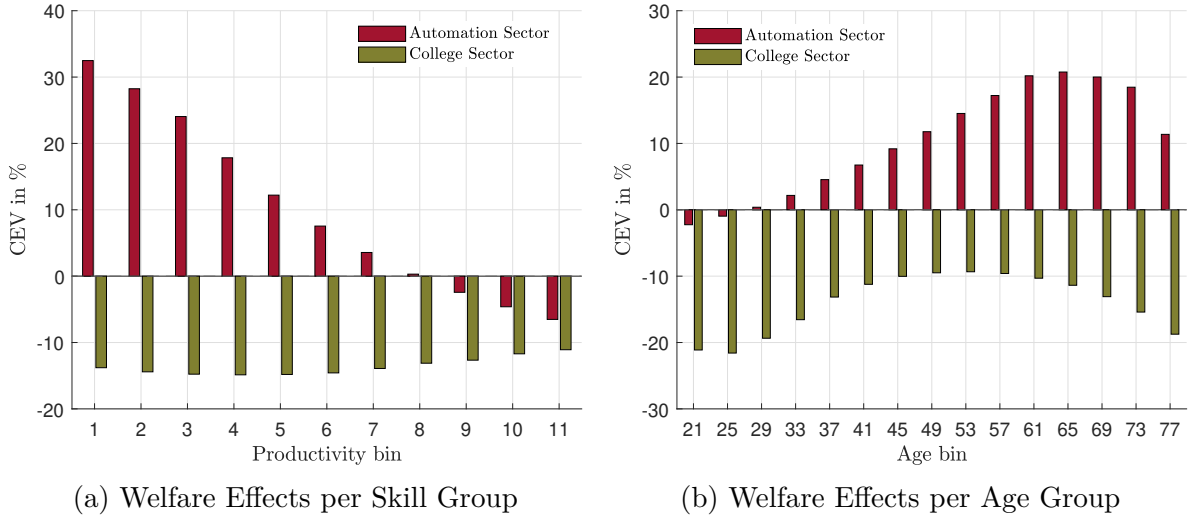 40
30
20
10
0
-10
-20
CEV in %
Automation Sector
College Sector
1 2 3 4 5 6 7 8 9 10 11
Productivity bin
(a) Welfare Effects per Skill Group
30
20
10
0
-10
-20
-30
CEV in %
Automation Sector
College Sector
21 25 29 33 37 41 45 49 53 57 61 65 69 73 77
Age bin
(b) Welfare Effects per Age Group